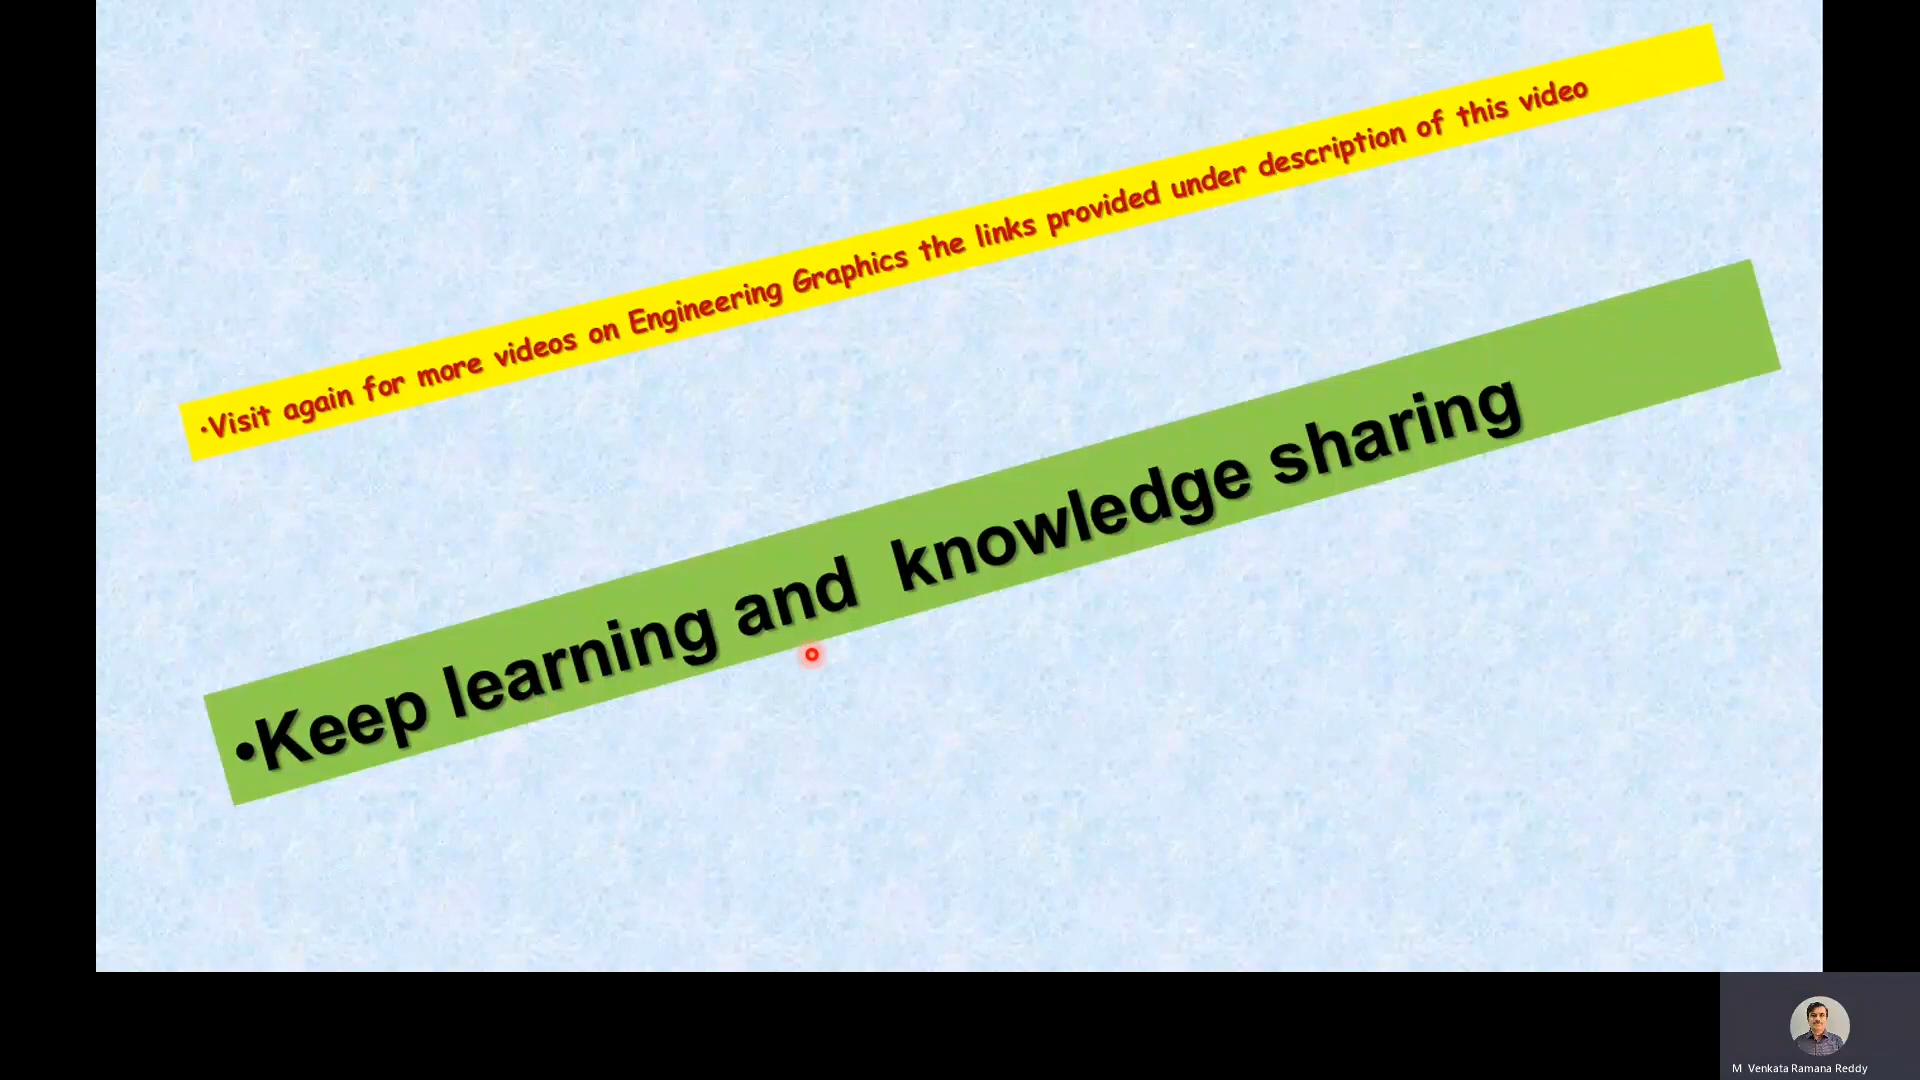 •Visit again for more videos on Engineering Graphics the links provided under description of this video
•Keep learning and knowledge sharing
M Venkata Ramana Reddy